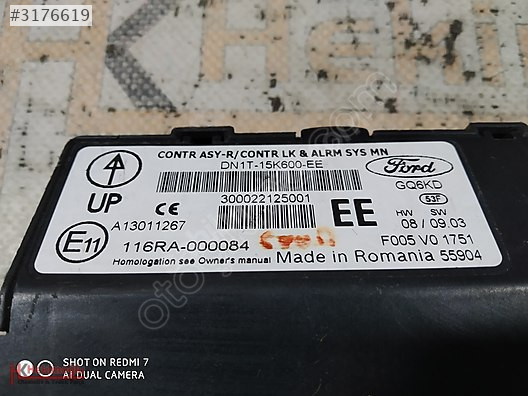 #3176619
CONTR ASY-R/CONTR LK & ALRM SYS MN
DN1T-15K600-EE
Ford
GQ6KD
S3F
UP
CE
300022125001
EE
HW SW
08 / 09.03
A13011267
E11
116RA-000084
F005 V0 1751
Homologation see Owner's manual
Made in Romania 55904
SHOT ON REDMI 7
AI DUAL CAMERA